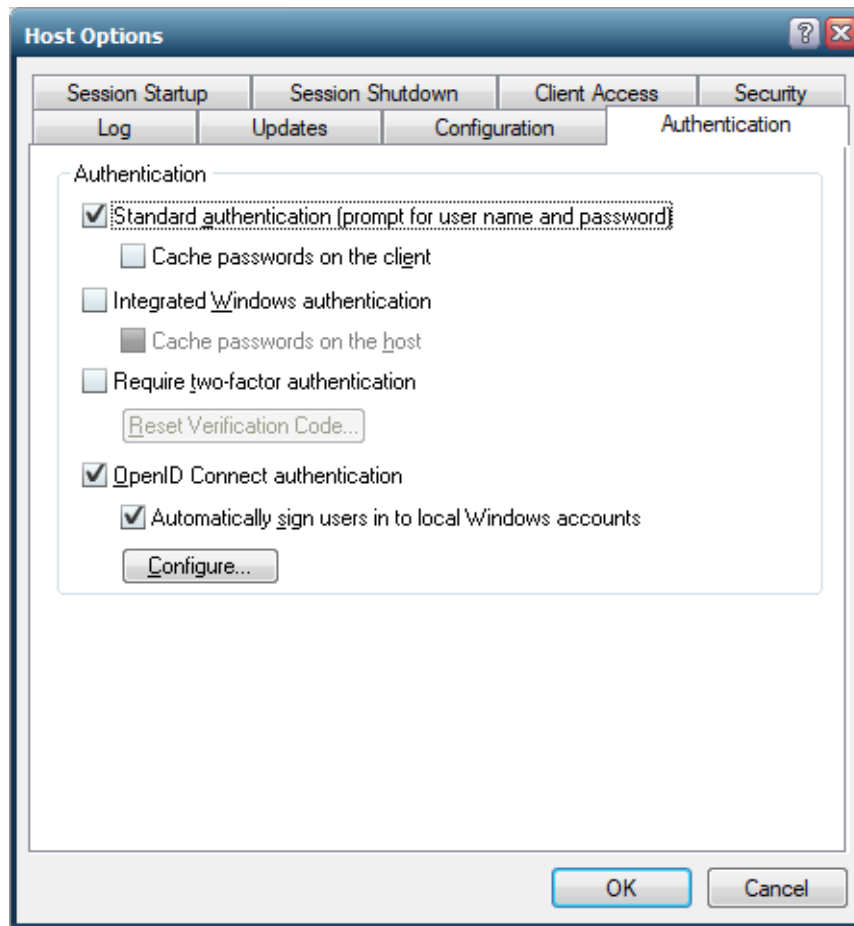 Host Options
Session Startup
Session Shutdown
Client Access
Security
Log
Updates
Configuration
Authentication
Authentication
Standard authentication (prompt for user name and password)
Cache passwords on the client
Integrated Windows authentication
Cache passwords on the host
Require two-factor authentication
Reset Verification Code...
OpenID Connect authentication
Automatically sign users in to local Windows accounts
Configure...
OK
Cancel